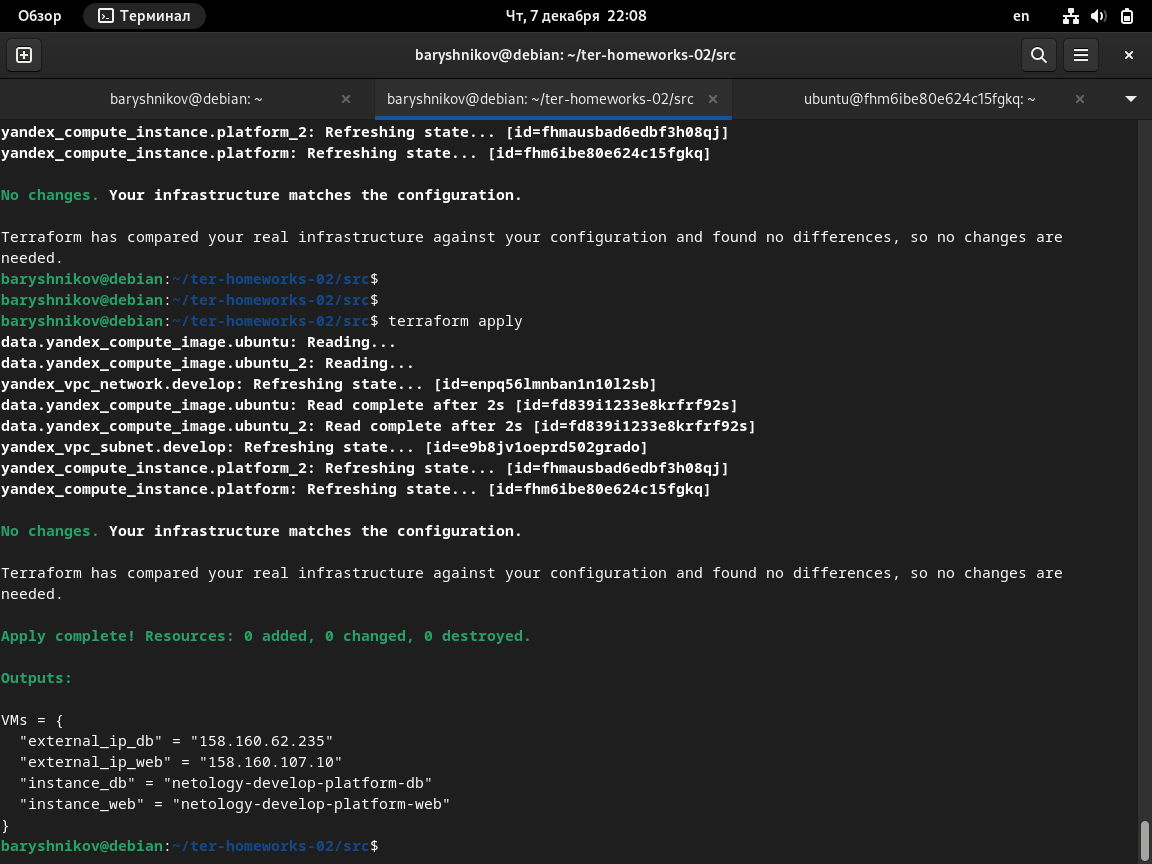 Обзор
Терминал
Чт, 7 декабря 22:08
en
baryshnikov@debian: ~/ter-homeworks-02/src
baryshnikov@debian: ~
baryshnikov@debian: ~/ter-homeworks-02/src
ubuntu@fhm6ibe80e624c15fgkq: ~
yandex_compute_instance.platform_2: Refreshing state... [id=fhmausbad6edbf3h08qj]
yandex_compute_instance.platform: Refreshing state... [id=fhm6ibe80e624c15fgkq]
No changes. Your infrastructure matches the configuration.
Terraform has compared your real infrastructure against your configuration and found no differences, so no changes are
needed.
baryshnikov@debian:~/ter-homeworks-02/src$
baryshnikov@debian:~/ter-homeworks-02/src$
baryshnikov@debian:~/ter-homeworks-02/src$ terraform apply
data.yandex_compute_image.ubuntu: Reading...
data.yandex_compute_image.ubuntu_2: Reading...
yandex_vpc_network.develop: Refreshing state... [id=enpq56lmnban1n10l2sb]
data.yandex_compute_image.ubuntu: Read complete after 2s [id=fd839i1233e8krfrf92s]
data.yandex_compute_image.ubuntu_2: Read complete after 2s [id=fd839i1233e8krfrf92s]
yandex_vpc_subnet.develop: Refreshing state... [id=e9b8jv1oeprd502grado]
yandex_compute_instance.platform_2: Refreshing state... [id=fhmausbad6edbf3h08qj]
yandex_compute_instance.platform: Refreshing state... [id=fhm6ibe80e624c15fgkq]
No changes. Your infrastructure matches the configuration.
Terraform has compared your real infrastructure against your configuration and found no differences, so no changes are
needed.
Apply complete! Resources: 0 added, 0 changed, 0 destroyed.
Outputs:
VMs = {
  "external_ip_db" = "158.160.62.235"
  "external_ip_web" = "158.160.107.10"
  "instance_db" = "netology-develop-platform-db"
  "instance_web" = "netology-develop-platform-web"
}
baryshnikov@debian:~/ter-homeworks-02/src$